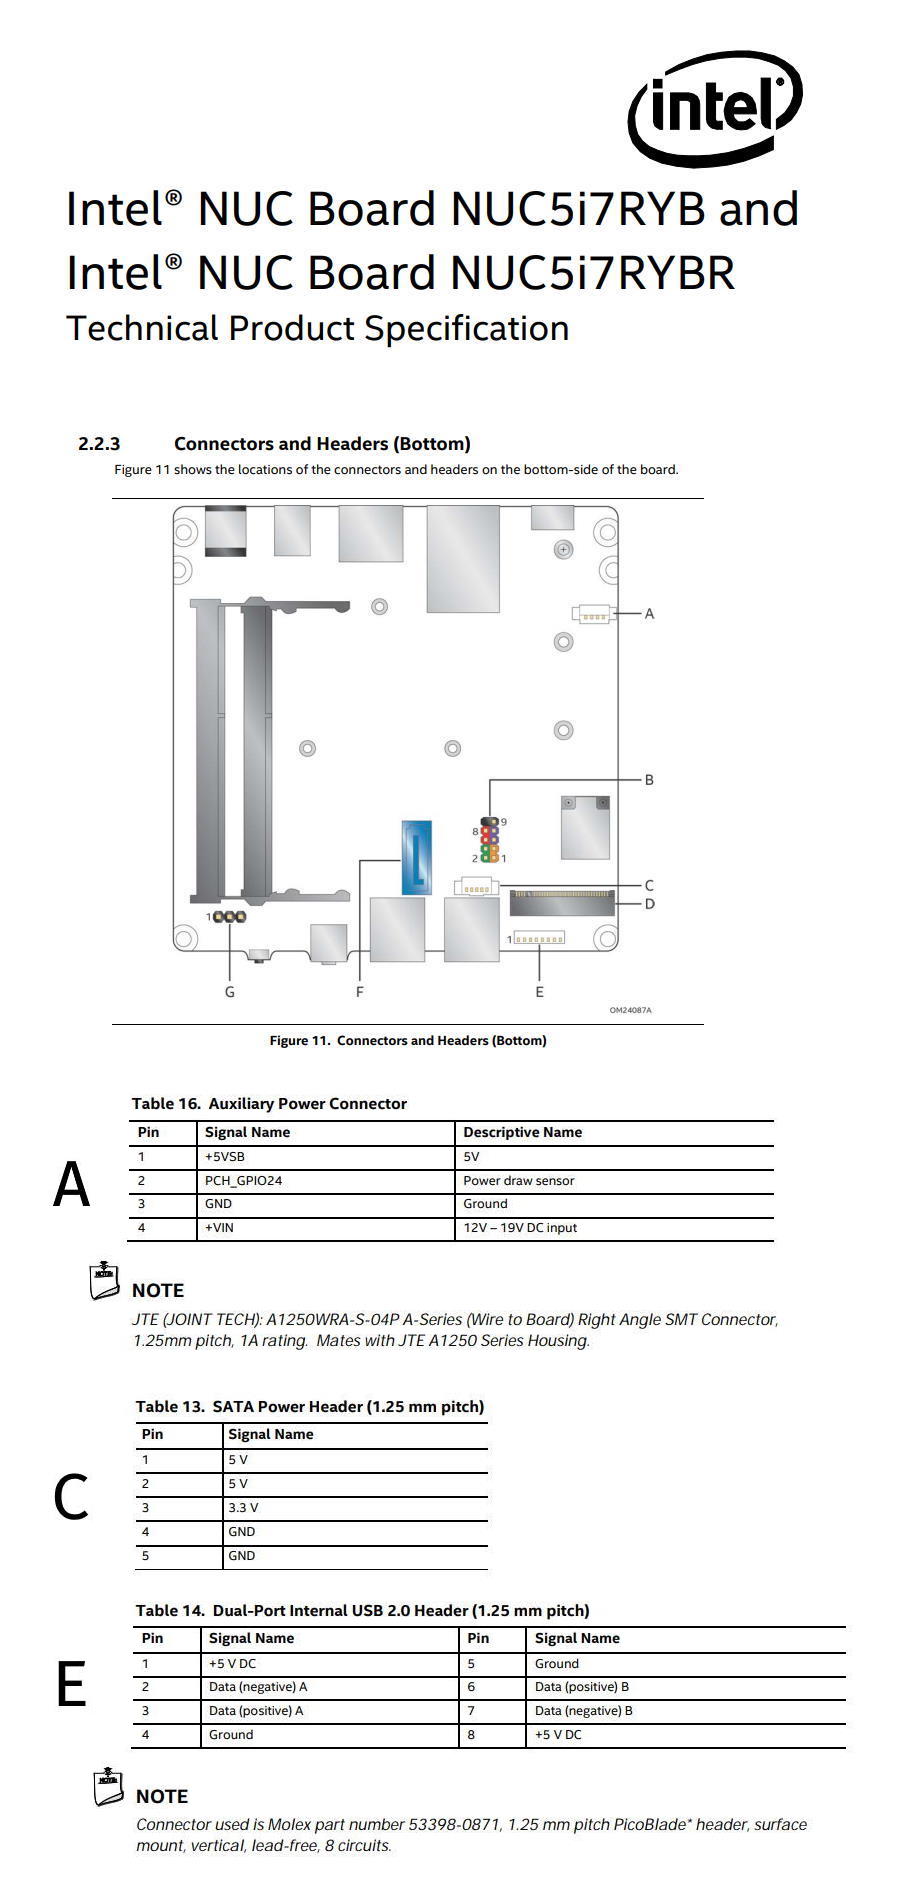 intel®
Intel® NUC Board NUC5i7RYB and
Intel® NUC Board NUC5i7RYBR
Technical Product Specification
2.2.3 Connectors and Headers (Bottom)
Figure 11 shows the locations of the connectors and headers on the bottom-side of the board.
A
B
9
8
2 1
C
D
1
1
G F E
OM24087A
Figure 11. Connectors and Headers (Bottom)
Table 16. Auxiliary Power Connector
Pin Signal Name Descriptive Name
1 +5VSB 5V
A
2 PCH_GPIO24 Power draw sensor
3 GND Ground
4 +VIN 12V – 19V DC input
NOTE
NOTE
JTE (JOINT TECH): A1250WRA-S-04P A-Series (Wire to Board) Right Angle SMT Connector,
1.25mm pitch, 1A rating. Mates with JTE A1250 Series Housing.
Table 13. SATA Power Header (1.25 mm pitch)
Pin Signal Name
1 5 V
2 5 V
C
3 3.3 V
4 GND
5 GND
Table 14. Dual-Port Internal USB 2.0 Header (1.25 mm pitch)
Pin Signal Name Pin Signal Name
1 +5 V DC 5 Ground
E
2 Data (negative) A 6 Data (positive) B
3 Data (positive) A 7 Data (negative) B
4 Ground 8 +5 V DC
NOTE
NOTE
Connector used is Molex part number 53398-0871, 1.25 mm pitch PicoBlade* header, surface
mount, vertical, lead-free, 8 circuits.